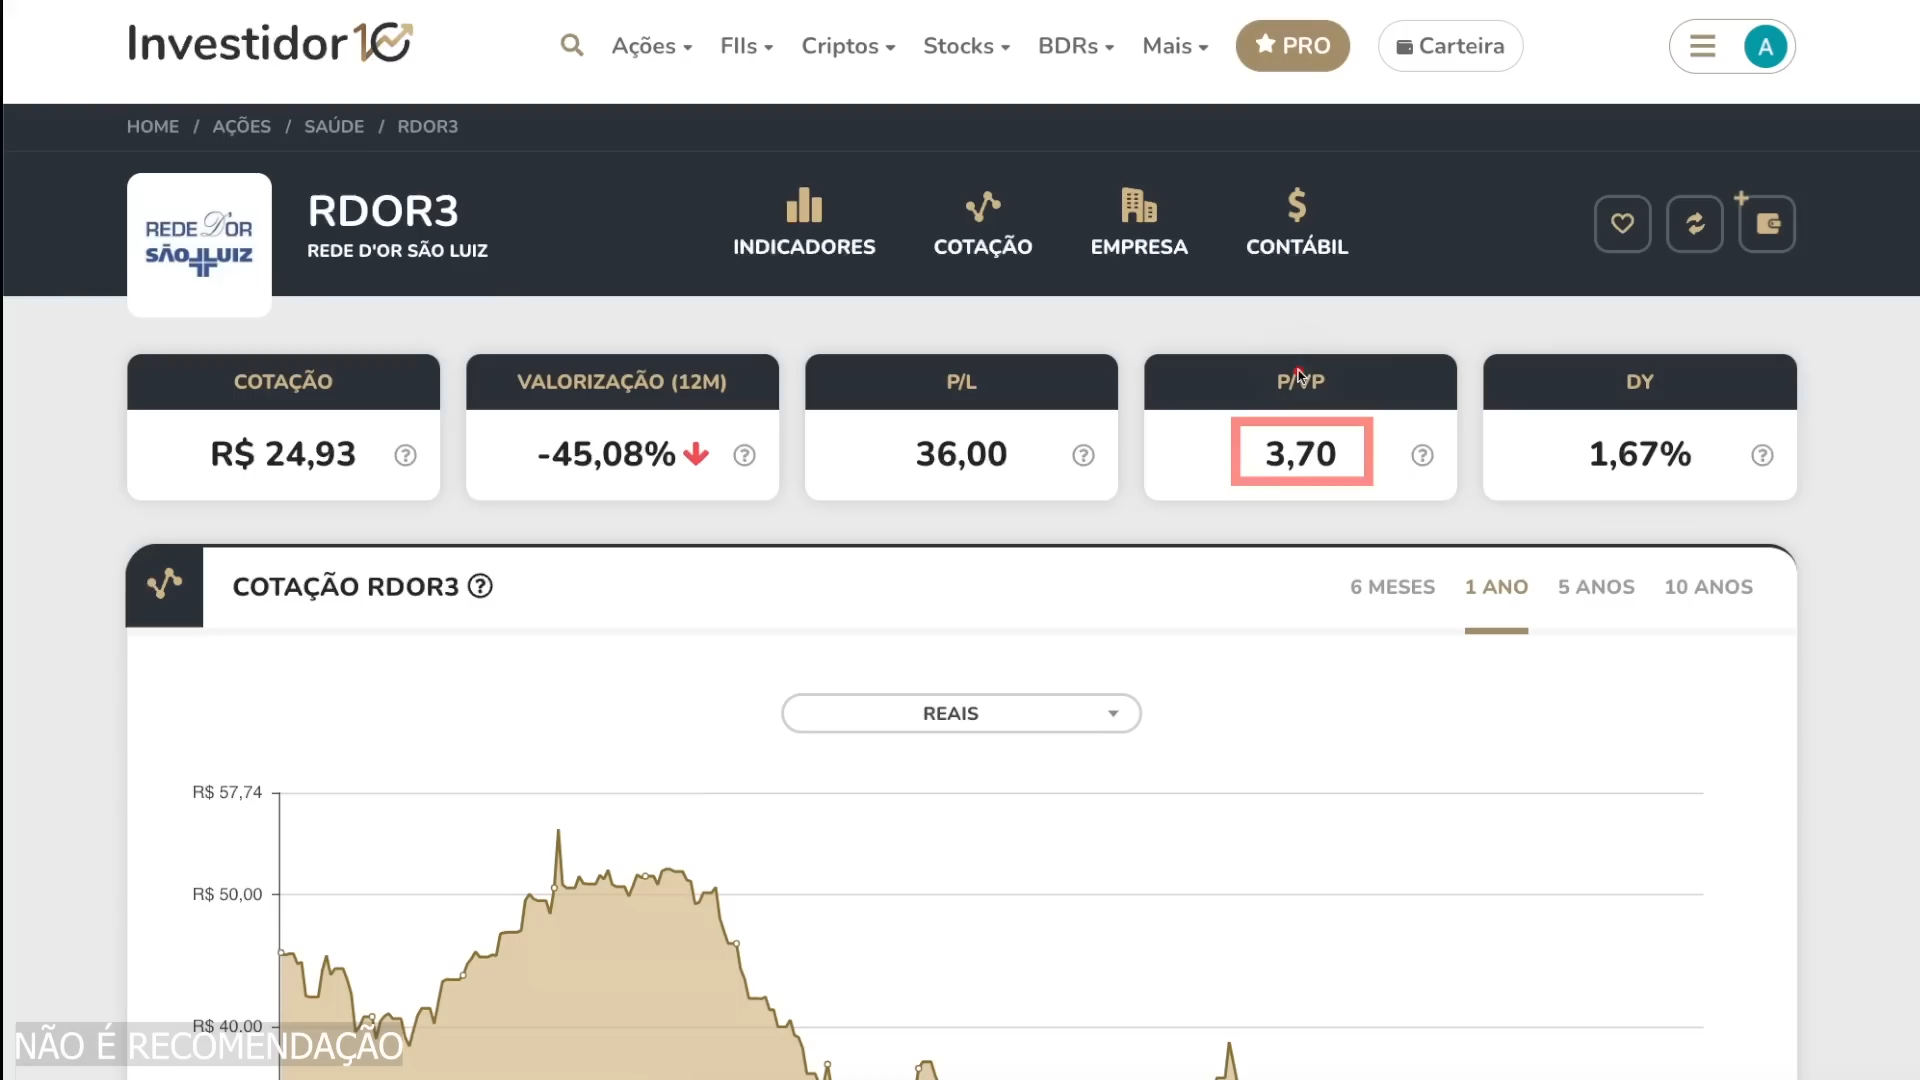 Investidor10
Ações
FIIs
Criptos
Stocks
BDRs
Mais
PRO
Carteira
A
HOME / AÇÕES / SAÚDE / RDOR3
REDE D'OR
SÃO LUIZ
RDOR3
REDE D'OR SÃO LUIZ
INDICADORES
COTAÇÃO
EMPRESA
CONTÁBIL
COTAÇÃO
R$ 24,93
VALORIZAÇÃO (12M)
-45,08%
P/L
36,00
P/VP
3,70
DY
1,67%
COTAÇÃO RDOR3
6 MESES
1 ANO
5 ANOS
10 ANOS
REAIS
R$ 57,74
R$ 50,00
R$ 40.00
NÃO É RECOMENDAÇÃO